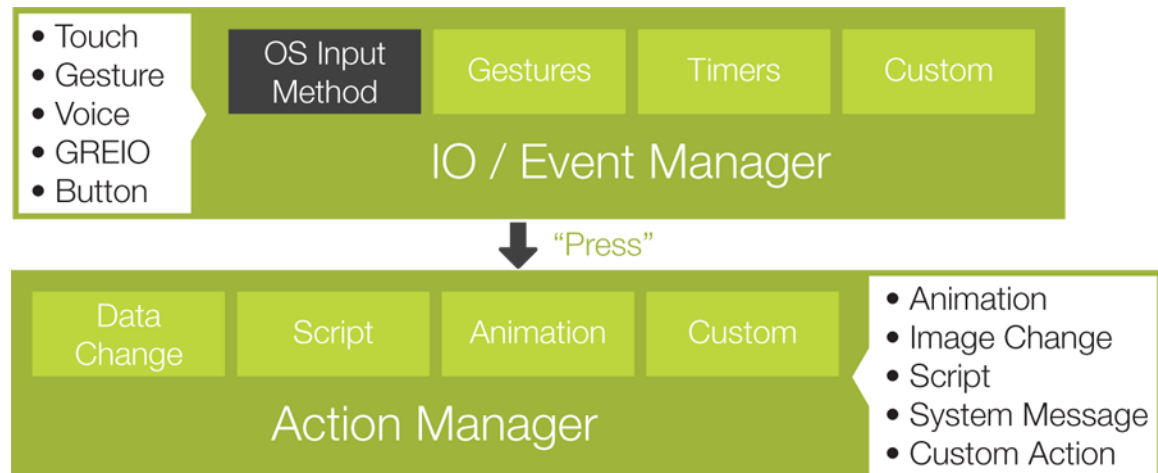 • Touch
• Gesture
• Voice
• GREIO
• Button
OS Input
Method
Gestures
Timers
Custom
IO / Event Manager
“Press”
Data
Change
Script
Animation
Custom
Action Manager
• Animation
• Image Change
• Script
• System Message
• Custom Action